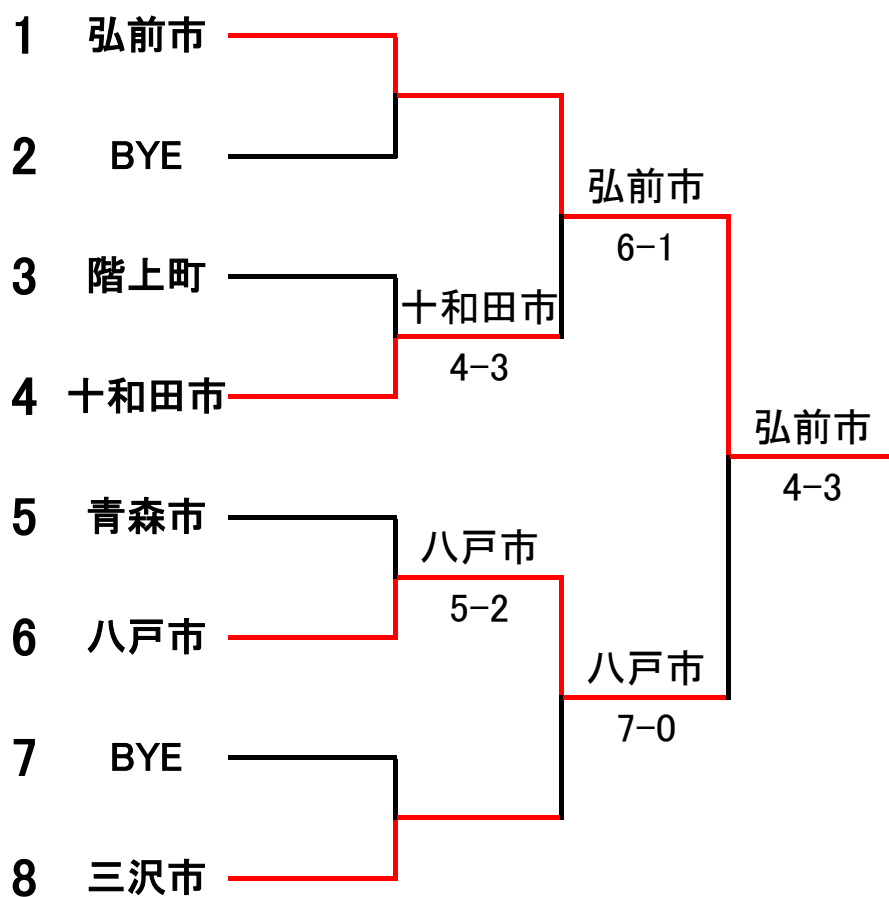 1 弘前市
2 BYE
弘前市
6-1
3 階上町
十和田市
4-3
4 十和田市
弘前市
4-3
5 青森市
八戸市
5-2
6 八戸市
八戸市
7-0
7 BYE
8 三沢市